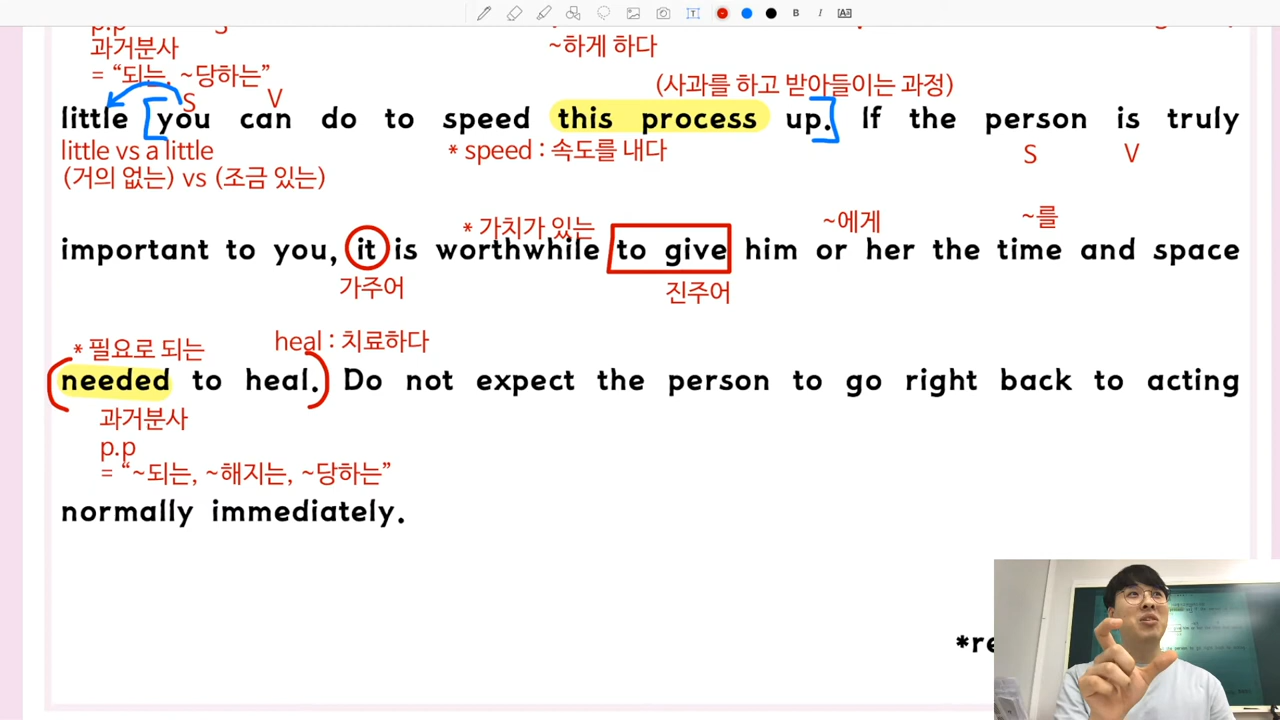 과거분사
~하게 하다
= “되는, ~당하는”
(사과를 하고 받아들이는 과정)
S V
little you can do to speed this process up. If the person is truly
little vs a little
* speed : 속도를 내다
S V
(거의 없는) vs (조금 있는)
* 가치가 있는
~에게
~를
important to you, it is worthwhile to give him or her the time and space
가주어
진주어
* 필요로 되는
heal : 치료하다
needed to heal. Do not expect the person to go right back to acting
과거분사
p.p
= “~되는, ~해지는, ~당하는”
normally immediately.